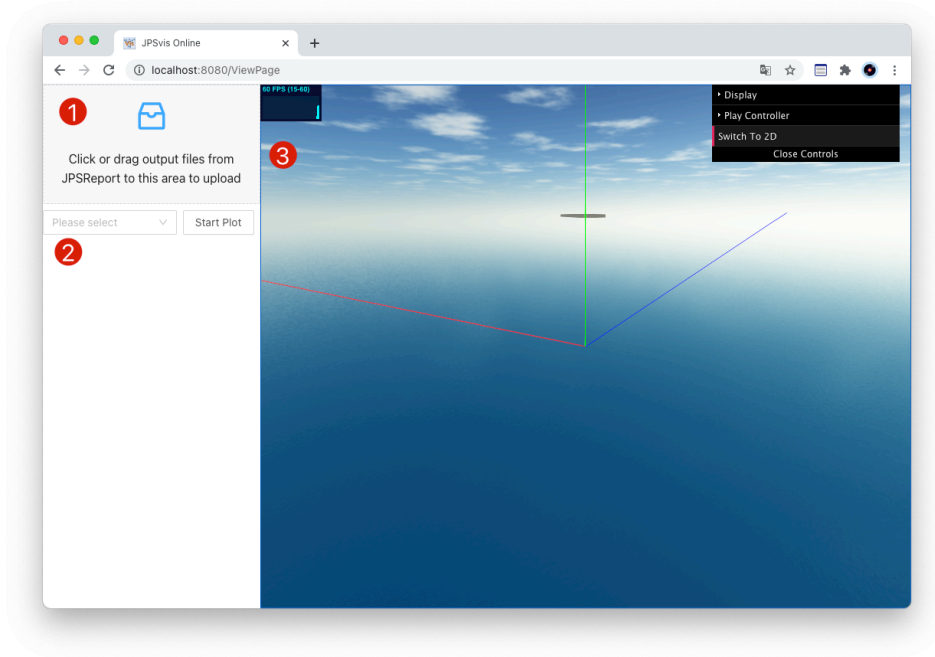 JPSvis Online
localhost:8080/ViewPage
1
Click or drag output files from
JPSReport to this area to upload
Please select
Start Plot
2
60 FPS (15-60)
3
Display
Play Controller
Switch To 2D
Close Controls